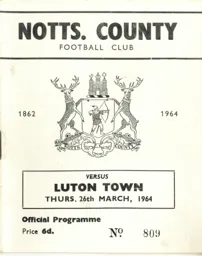 NOTTS. COUNTY
FOOTBALL CLUB
1862 1964
VERSUS
LUTON TOWN
THURS. 26th MARCH, 1964
Official Programme
Price 6d. Nº 809